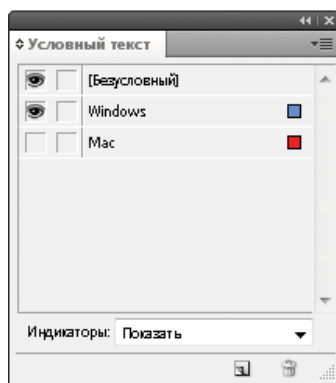 Условный текст
[Безусловный]
Windows
Mac
Индикаторы: Показать